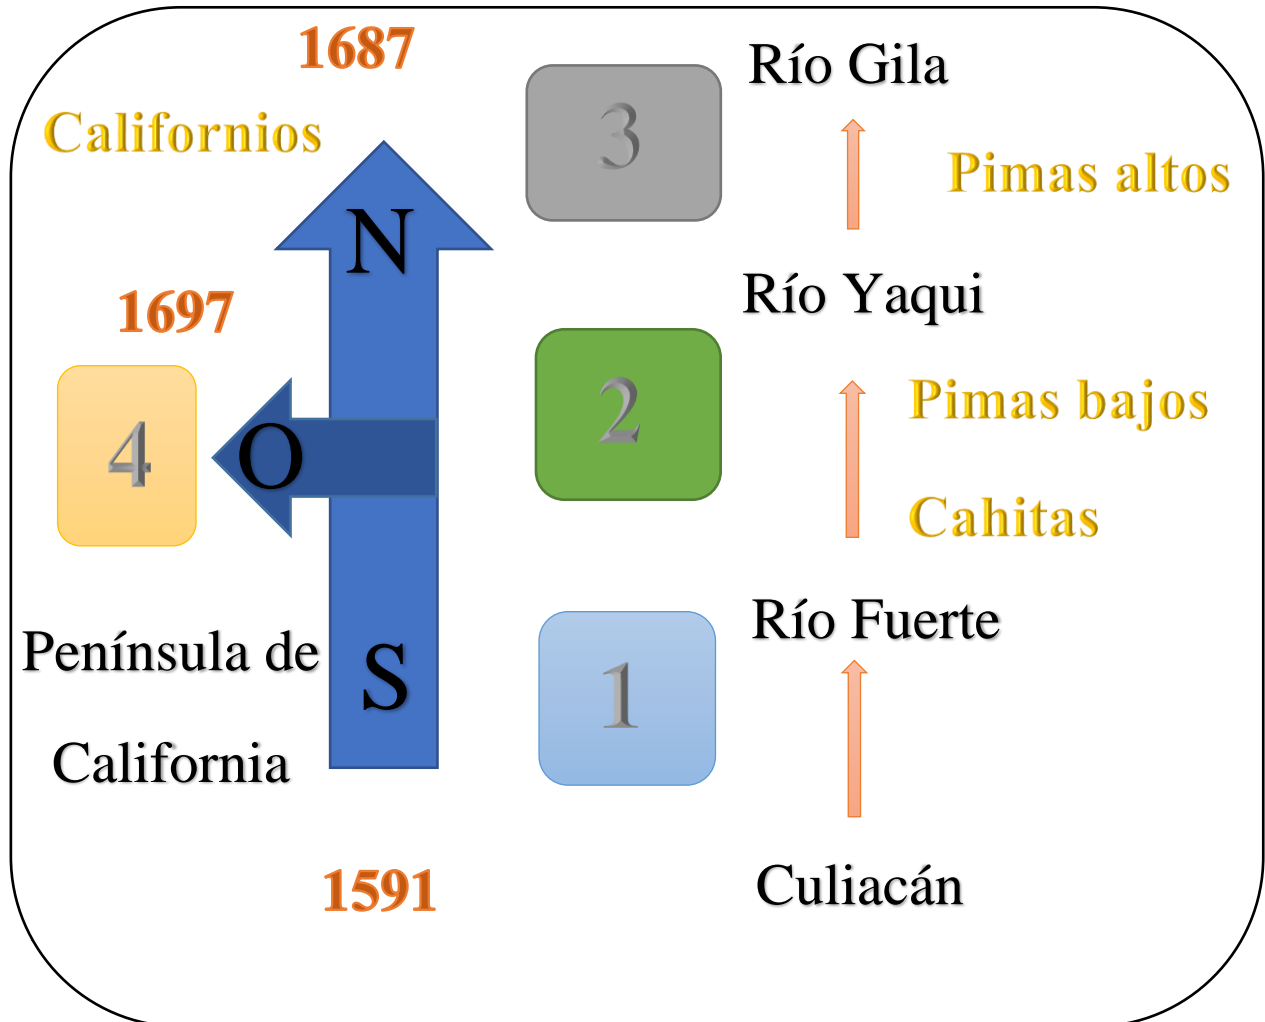 1687
Californios
N
3
Río Gila
Pimas altos
Río Yaqui
1697
4
O
2
Pimas bajos
Cahitas
Río Fuerte
Península de
California
S
1
1591
Culiacán